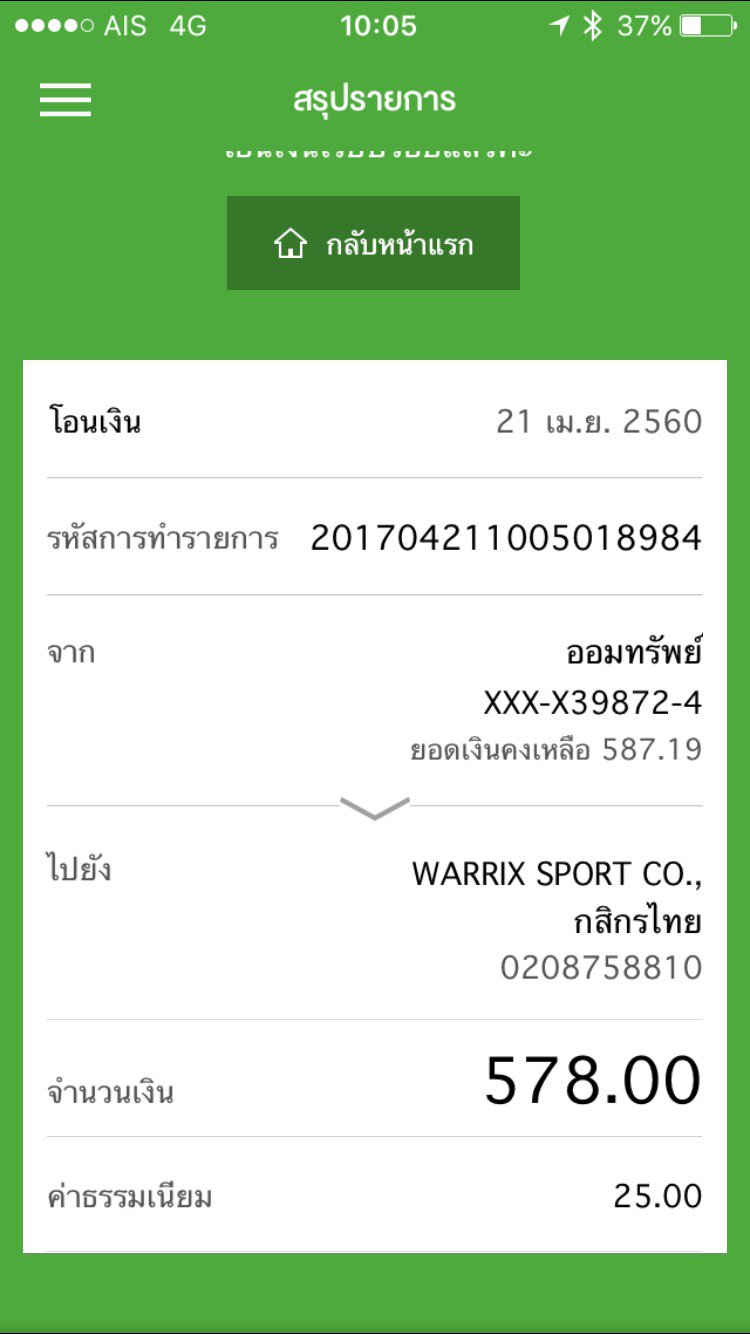 AIS 4G 10:05 37%
สรุปรายการ
กลับหน้าแรก
โอนเงิน 21 เม.ย. 2560
รหัสการทำรายการ 201704211005018984
จาก ออมทรัพย์
XXX-X39872-4
ยอดเงินคงเหลือ 587.19
ไปยัง WARRIX SPORT CO.,
กสิกรไทย
0208758810
จำนวนเงิน 578.00
ค่าธรรมเนียม 25.00